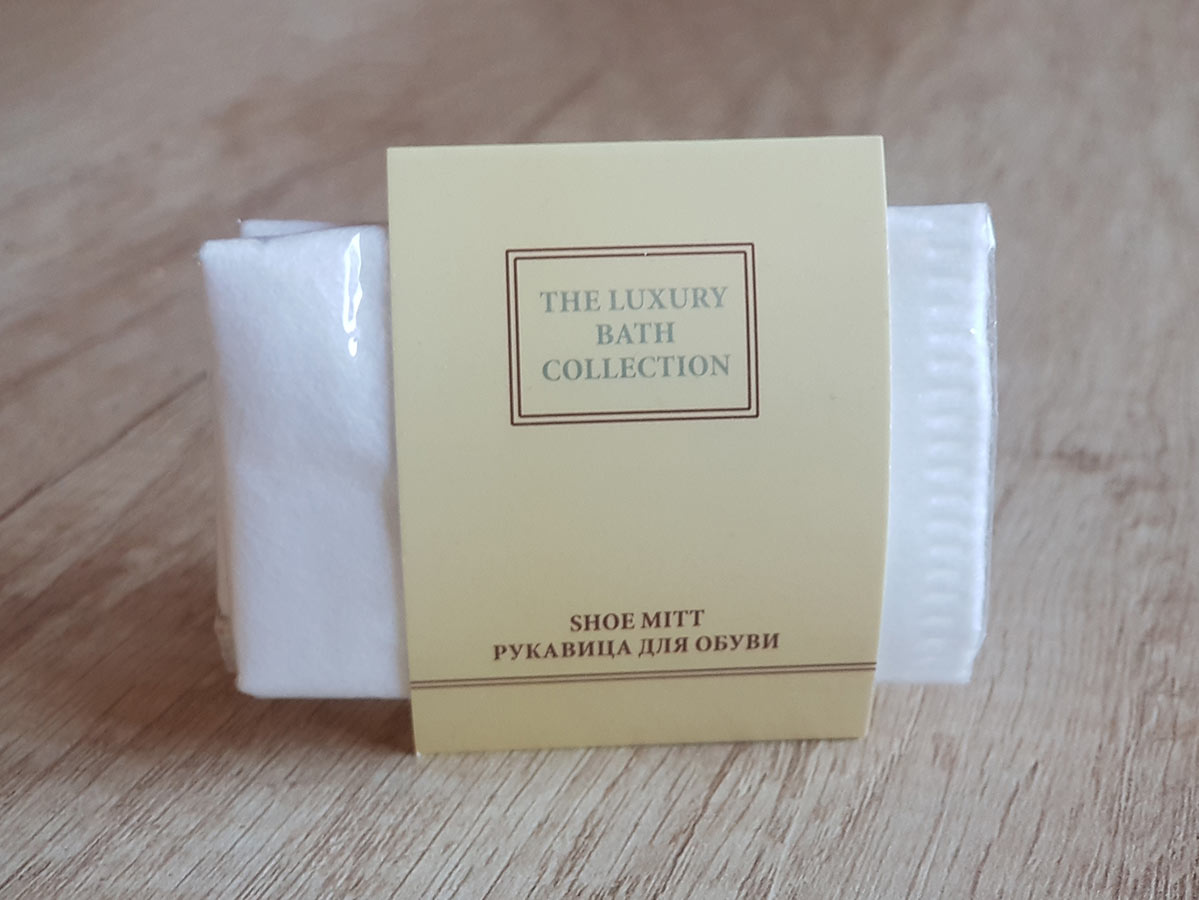 THE LUXURY
BATH
COLLECTION
SHOE MITT
РУКАВИЦА ДЛЯ ОБУВИ